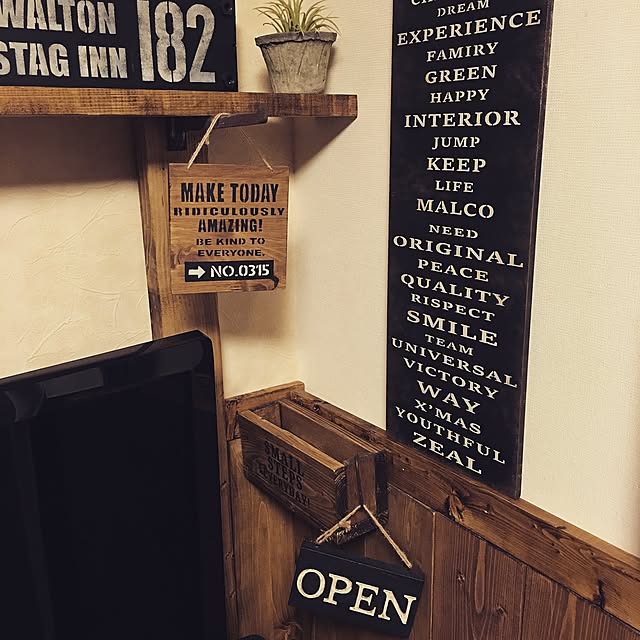 WALTON
STAG INN 182
MAKE TODAY
RIDICULOUSLY
AMAZING!
BE KIND TO
EVERYONE.
NO.0315
DREAM
EXPERIENCE
FAMIRY
GREEN
HAPPY
INTERIOR
JUMP
KEEP
LIFE
MALCO
NEED
ORIGINAL
PEACE
QUALITY
RISPECT
SMILE
TEAM
UNIVERSAL
VICTORY
WAY
X'MAS
YOUTHFUL
ZEAL
SMALL
STEPS
EVERYDAY!
OPEN